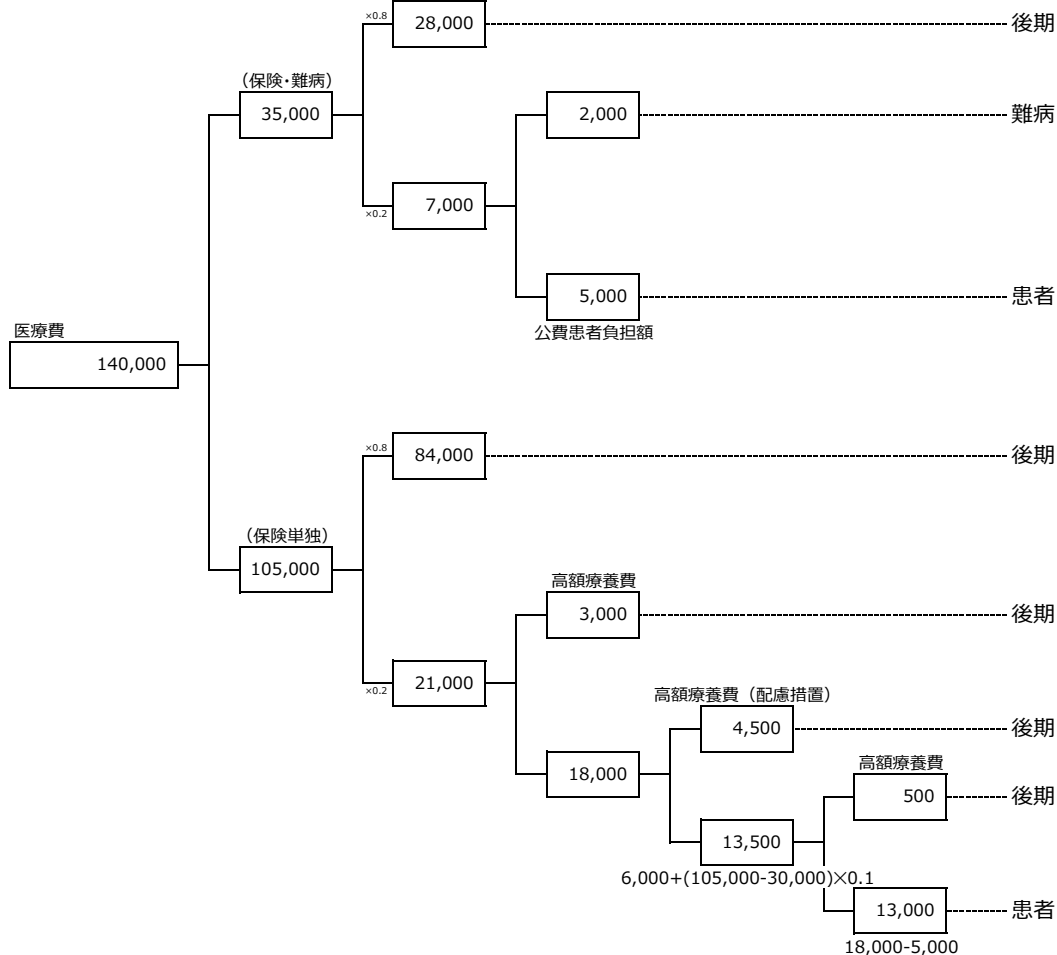 ×0.8
28,000
後期
(保険・難病)
35,000
2,000
難病
×0.2
7,000
5,000
患者
公費患者負担額
医療費
140,000
×0.8
84,000
後期
(保険単独)
105,000
高額療養費
3,000
後期
×0.2
21,000
高額療養費(配慮措置)
4,500
後期
18,000
高額療養費
500
後期
13,500
6,000+(105,000-30,000)×0.1
13,000
患者
18,000-5,000